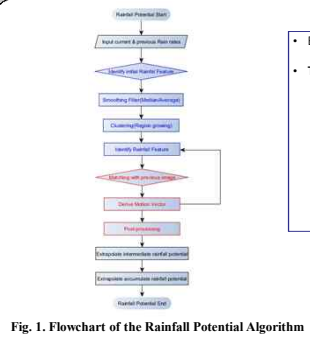 Rainfall Potential Start
Input current & previous Rain rates
Identify initial Rainfall Feature
Smoothing Filter(Median/Average)
Clustering(Region growing)
Identify Rainfall Feature
Matching with previous image
Derive Motion Vector
Post-processing
Extrapolate intermediate rainfall potential
Extrapolate accumulate rainfall potential
Rainfall Potential End
Fig. 1. Flowchart of the Rainfall Potential Algorithm